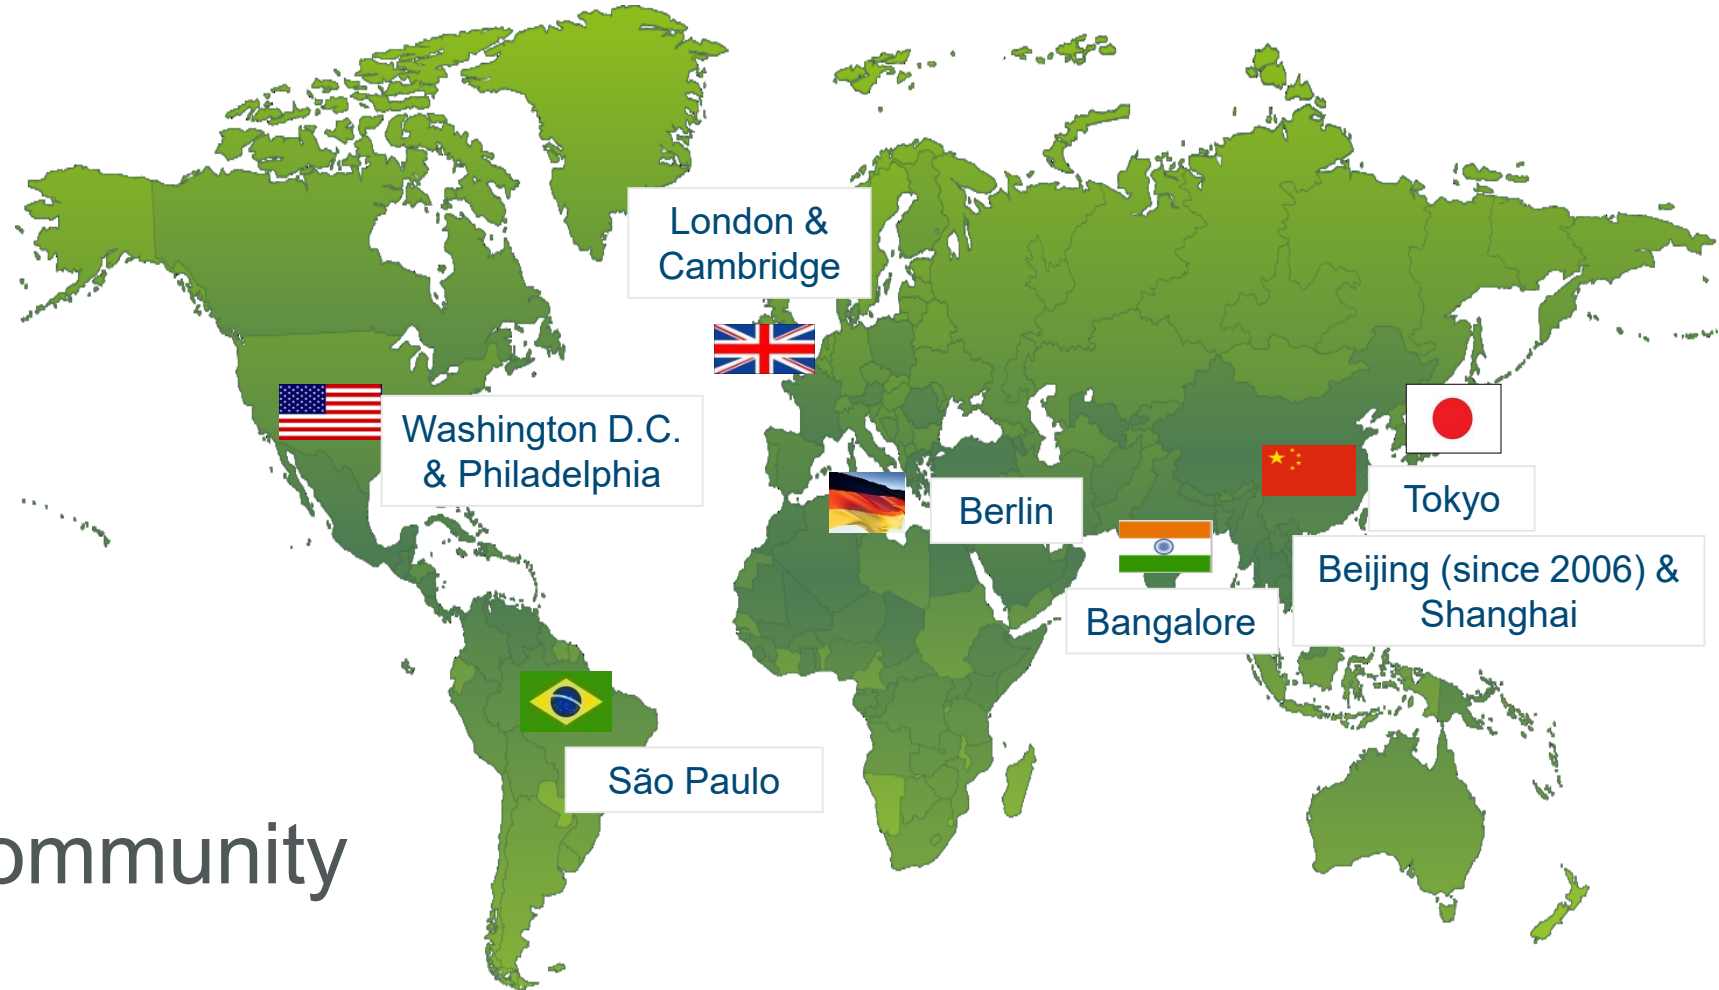 London &
Cambridge
Washington D.C.
& Philadelphia
Berlin
Tokyo
Beijing (since 2006) &
Shanghai
Bangalore
São Paulo
ommunity